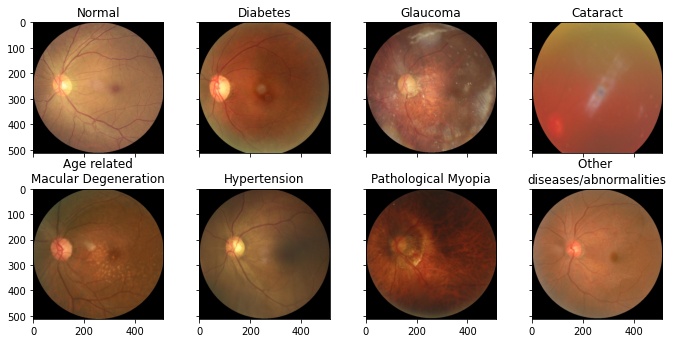 Normal
Diabetes
Glaucoma
Cataract
0
100
200
300
400
500
Age related
Macular Degeneration
Hypertension
Pathological Myopia
Other
diseases/abnormalities
0
100
200
300
400
500
0 200 400
0 200 400
0 200 400
0 200 400